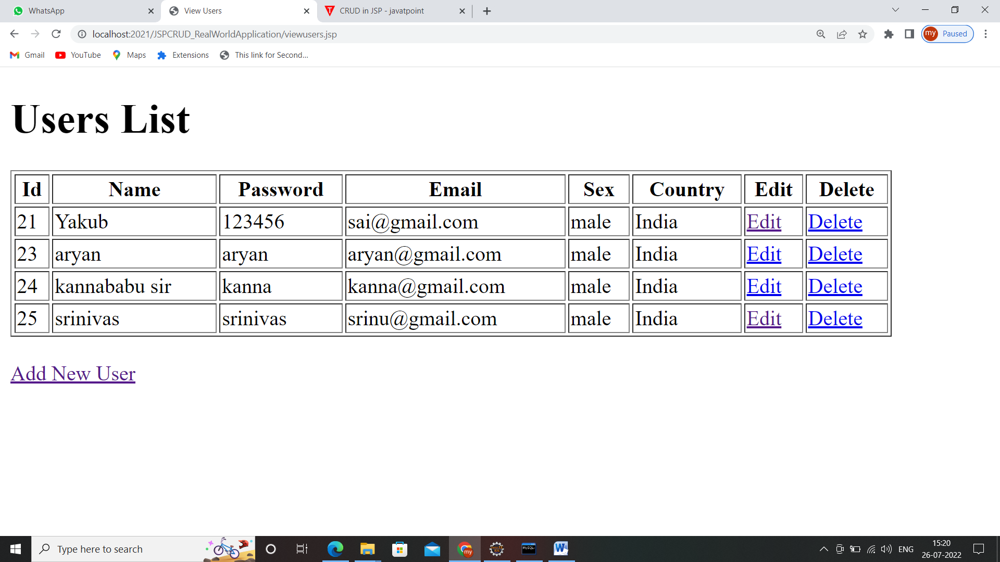 WhatsApp
View Users
CRUD in JSP - javatpoint
localhost:2021/JSPCRUD_RealWorldApplication/viewusers.jsp
my Paused
Gmail YouTube Maps Extensions This link for Second...
Users List
Id Name Password Email Sex Country Edit Delete
21 Yakub 123456 sai@gmail.com male India Edit Delete
23 aryan aryan aryan@gmail.com male India Edit Delete
24 kannababu sir kanna kanna@gmail.com male India Edit Delete
25 srinivas srinivas srinu@gmail.com male India Edit Delete
Add New User
Type here to search
my
MySQL
ENG
15:20
26-07-2022